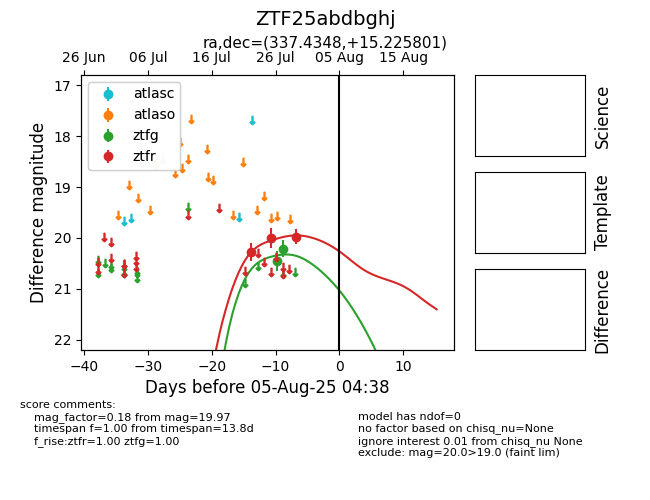 ZTF25abdbghj
ra,dec=(337.4348,+15.225801)
26 Jun 06 Jul 16 Jul 26 Jul 05 Aug 15 Aug
17
18
19
20
21
22
Difference magnitude
atlasc
atlaso
ztfg
ztfr
−40 −30 −20 −10 0 10
Days before 05-Aug-25 04:38
Science
Template
Difference
score comments:
mag_factor=0.18 from mag=19.97
timespan f=1.00 from timespan=13.8d
f_rise:ztfr=1.00 ztfg=1.00
model has ndof=0
no factor based on chisq_nu=None
ignore interest 0.01 from chisq_nu None
exclude: mag=20.0>19.0 (faint lim)